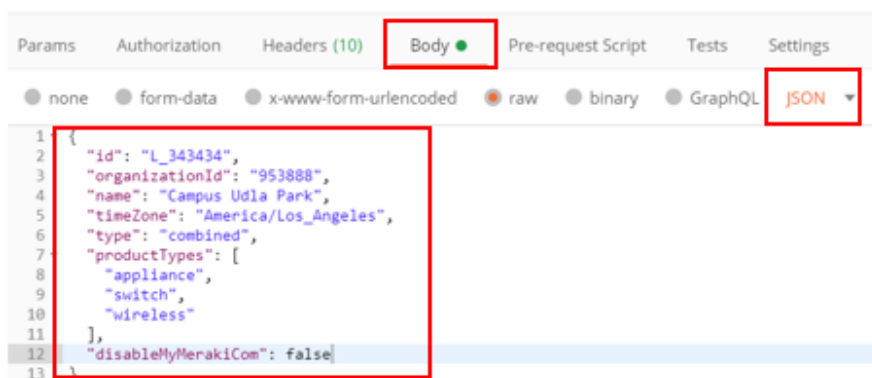 Params Authorization Headers (10) Body Pre-request Script Tests Settings
none form-data x-www-form-urlencoded raw binary GraphQL JSON
1 {
2 "id": "L_343434",
3 "organizationId": "953888",
4 "name": "Campus Udla Park",
5 "timeZone": "America/Los_Angeles",
6 "type": "combined",
7 "productTypes": [
8 "appliance",
9 "switch",
10 "wireless"
11 ],
12 "disableMyMerakiCom": false
13 }